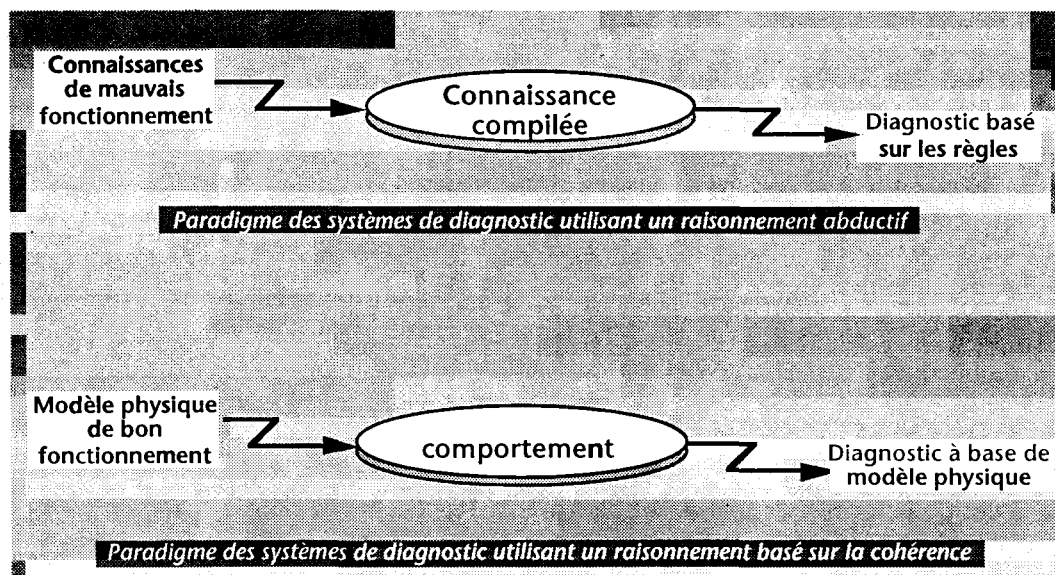 Connaissances
de mauvais
fonctionnement
Connaissance
compilée
Diagnostic basé
sur les règles
Paradigme des systèmes de diagnostic utilisant un raisonnement abductif
Modèle physique
de bon
fonctionnement
comportement
Diagnostic à base de
modèle physique
Paradigme des systèmes de diagnostic utilisant un raisonnement basé sur la cohérence